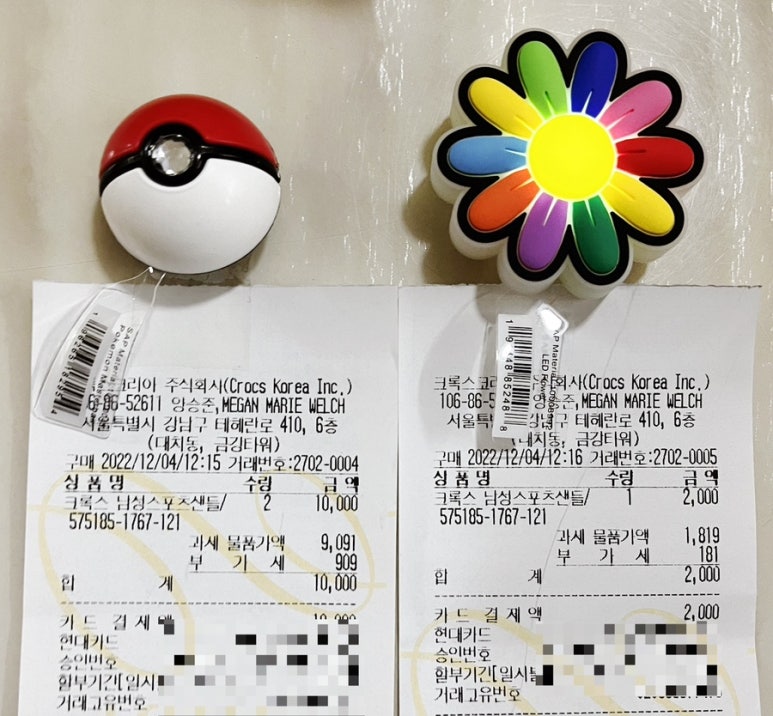 코리아 주식회사(Crocs Korea Inc.)
86-52611 양승준,MEGAN MARIE WELCH
서울특별시 강남구 테헤란로 410, 6층
(대치동, 금강타워)
구매 2022/12/04/12:15 거래번호:2702-0004
상 품 명 수량 금 액
크록스 남성스포츠샌들/ 2 10,000
575185-1767-121
과세 물품가액 9,091
부 가 세 909
합 계 10,000
카 드 결 제
현대카드
승인번호
할부기간[일시
거래고유번호
SAP Material
Pokemon
크록스코리 주식회사(Crocs Korea Inc.)
106-86-5 양승준,MEGAN MARIE WELCH
서울특별 강남구 테헤란로 410, 6층
(대치동, 금강타워)
구매 2022/12/04/12:16 거래번호:2702-0005
상 품 명 수량 금 액
크록스 남성스포츠샌들/ 1 2,000
575185-1767-121
과세 물품가액 1,819
부 가 세 181
합 계 2,000
카 드 결 제 액 2,000
현대카드
승인번호
할부기간[일시불
거래고유번호
LED